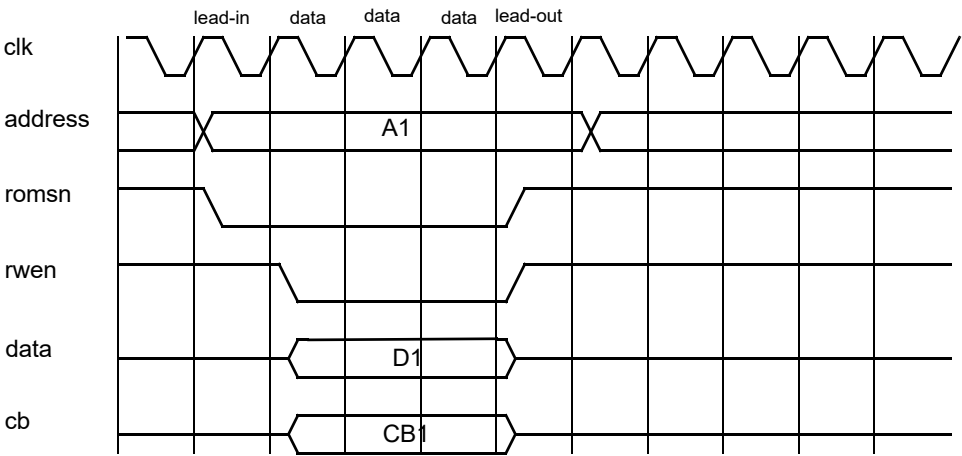 lead-in data data data lead-out
clk
address A1
romsn
rwen
data D1
cb CB1